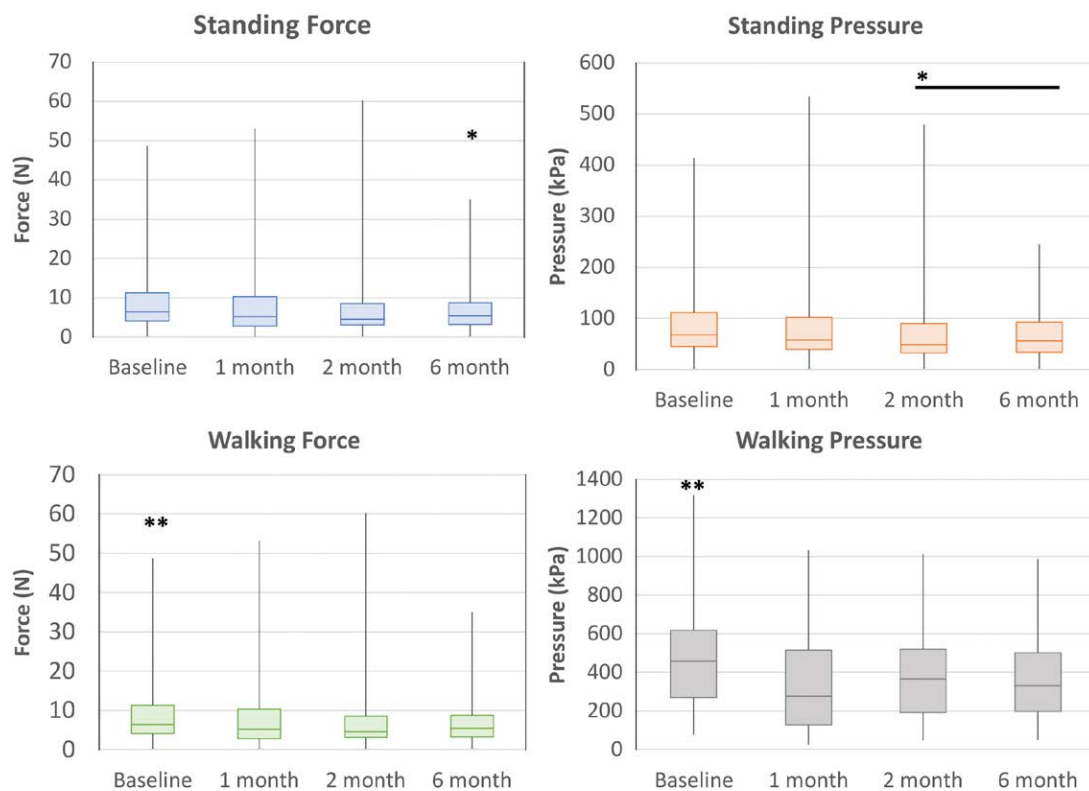 Standing Force
Force (N)
70
60
50
40
30
20
10
0
*
Baseline 1 month 2 month 6 month
Standing Pressure
Pressure (kPa)
600
500
400
300
200
100
0
*
Baseline 1 month 2 month 6 month
Walking Force
Force (N)
70
60
50
40
30
20
10
0
**
Baseline 1 month 2 month 6 month
Walking Pressure
Pressure (kPa)
1400
1200
1000
800
600
400
200
0
**
Baseline 1 month 2 month 6 month